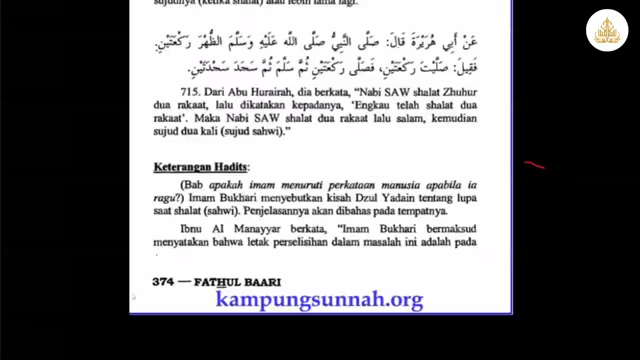 sujudnya (ketika shalat) atau lebih lama lagi.
عَنْ أَبِي هُرَيْرَةَ قَالَ: صَلَّى النَّبِيُّ صَلَّى اللَّه عَلَيْهِ وَسَلَّمَ الظُّهْرَ رَكْعَتَيْنِ.
فَقِيلَ: صَلَّيْتَ رَكْعَتَيْنِ، فَصَلَّى رَكْعَتَيْنِ ثُمَّ سَلَّمَ ثُمَّ سَجَدَ سَجْدَتَيْنِ.
715. Dari Abu Hurairah, dia berkata, “Nabi SAW shalat Zhuhur
dua rakaat, lalu dikatakan kepadanya, ‘Engkau telah shalat dua
rakaat’. Maka Nabi SAW shalat dua rakaat lalu salam, kemudian
sujud dua kali (sujud sahwi).”
Keterangan Hadits:
(Bab apakah imam menuruti perkataan manusia apabila ia
ragu?) Imam Bukhari menyebutkan kisah Dzul Yadain tentang lupa
saat shalat (sahwi). Penjelasannya akan dibahas pada tempatnya.
Ibnu Al Manayyar berkata, “Imam Bukhari bermaksud
menyatakan bahwa letak perselisihan dalam masalah ini adalah pada
374 — FATHUL BAARI
kampungsunnah.org